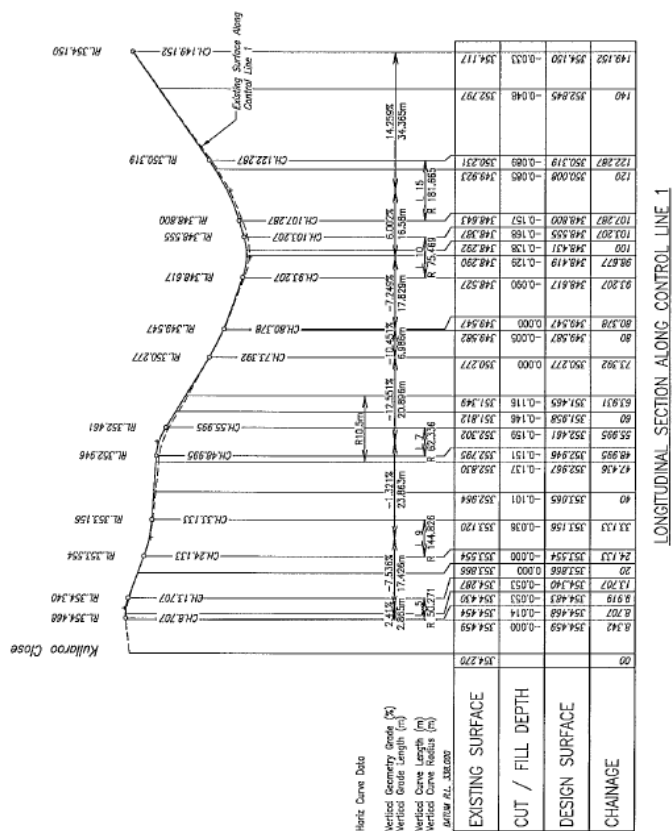 Kullaroo Close
RL.354.468 RL.354.340 RL.353.554 RL.353.156 RL.352.946 RL.352.461 RL.350.277 RL.349.547 RL.348.617 RL.348.555 RL.348.800 RL.350.319 RL.354.150
Existing Surface Along
Control Line 1
CH.8.707 CH.13.707 CH.24.133 CH.33.133 CH.48.995 CH.55.995 CH.73.392 CH.80.378 CH.93.207 CH.103.207 CH.107.287 CH.122.287 CH.149.152
Horiz Curve Data R10.5m
Vertical Geometry Grade (%) 2.41% -7.536% -1.321% -17.551% -10.451% -7.249% 6.002% 14.259%
Vertical Grade Length (m) 2.865m 17.426m 23.863m 20.896m 6.986m 17.829m 16.58m 34.365m
Vertical Curve Length (m) L 5 L 9 L 7 L 10 L 15
Vertical Curve Radius (m) R 50.271 R 144.826 R 62.336 R 75.469 R 181.665
DATUM R.L. 338.000
EXISTING SURFACE 354.270 354.459 354.454 354.430 354.287 353.866 353.554 353.120 352.964 352.830 352.795 352.302 351.812 351.349 350.277 349.582 349.547 348.527 348.290 348.292 348.387 348.643 349.923 350.231 352.797 354.117
CUT / FILL DEPTH -0.000 -0.014 -0.053 -0.053 0.000 -0.000 -0.036 -0.101 -0.137 -0.151 -0.159 -0.146 -0.116 0.000 -0.005 0.000 -0.090 -0.129 -0.138 -0.168 -0.157 -0.085 -0.089 -0.048 -0.033
DESIGN SURFACE 354.459 354.468 354.483 354.340 353.866 353.554 353.156 353.065 352.967 352.946 352.461 351.958 351.465 350.277 349.587 349.547 348.617 348.419 348.431 348.555 348.800 350.008 350.319 352.845 354.150
CHAINAGE 00 8.342 8.707 9.919 13.707 20 24.133 33.133 40 47.436 48.995 55.995 60 63.931 73.392 80 80.378 93.207 98.677 100 103.207 107.287 120 122.287 140 149.152
LONGITUDINAL SECTION ALONG CONTROL LINE 1